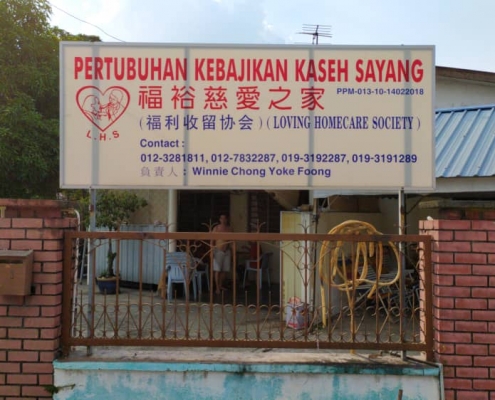 PERTUBUHAN KEBAJIKAN KASEH SAYANG
福裕慈愛之家 PPM-013-10-14022018
L.H.S
(福利收留协会) (LOVING HOMECARE SOCIETY)
Contact :
012-3281811, 012-7832287, 019-3192287, 019-3191289
負責人 : Winnie Chong Yoke Foong